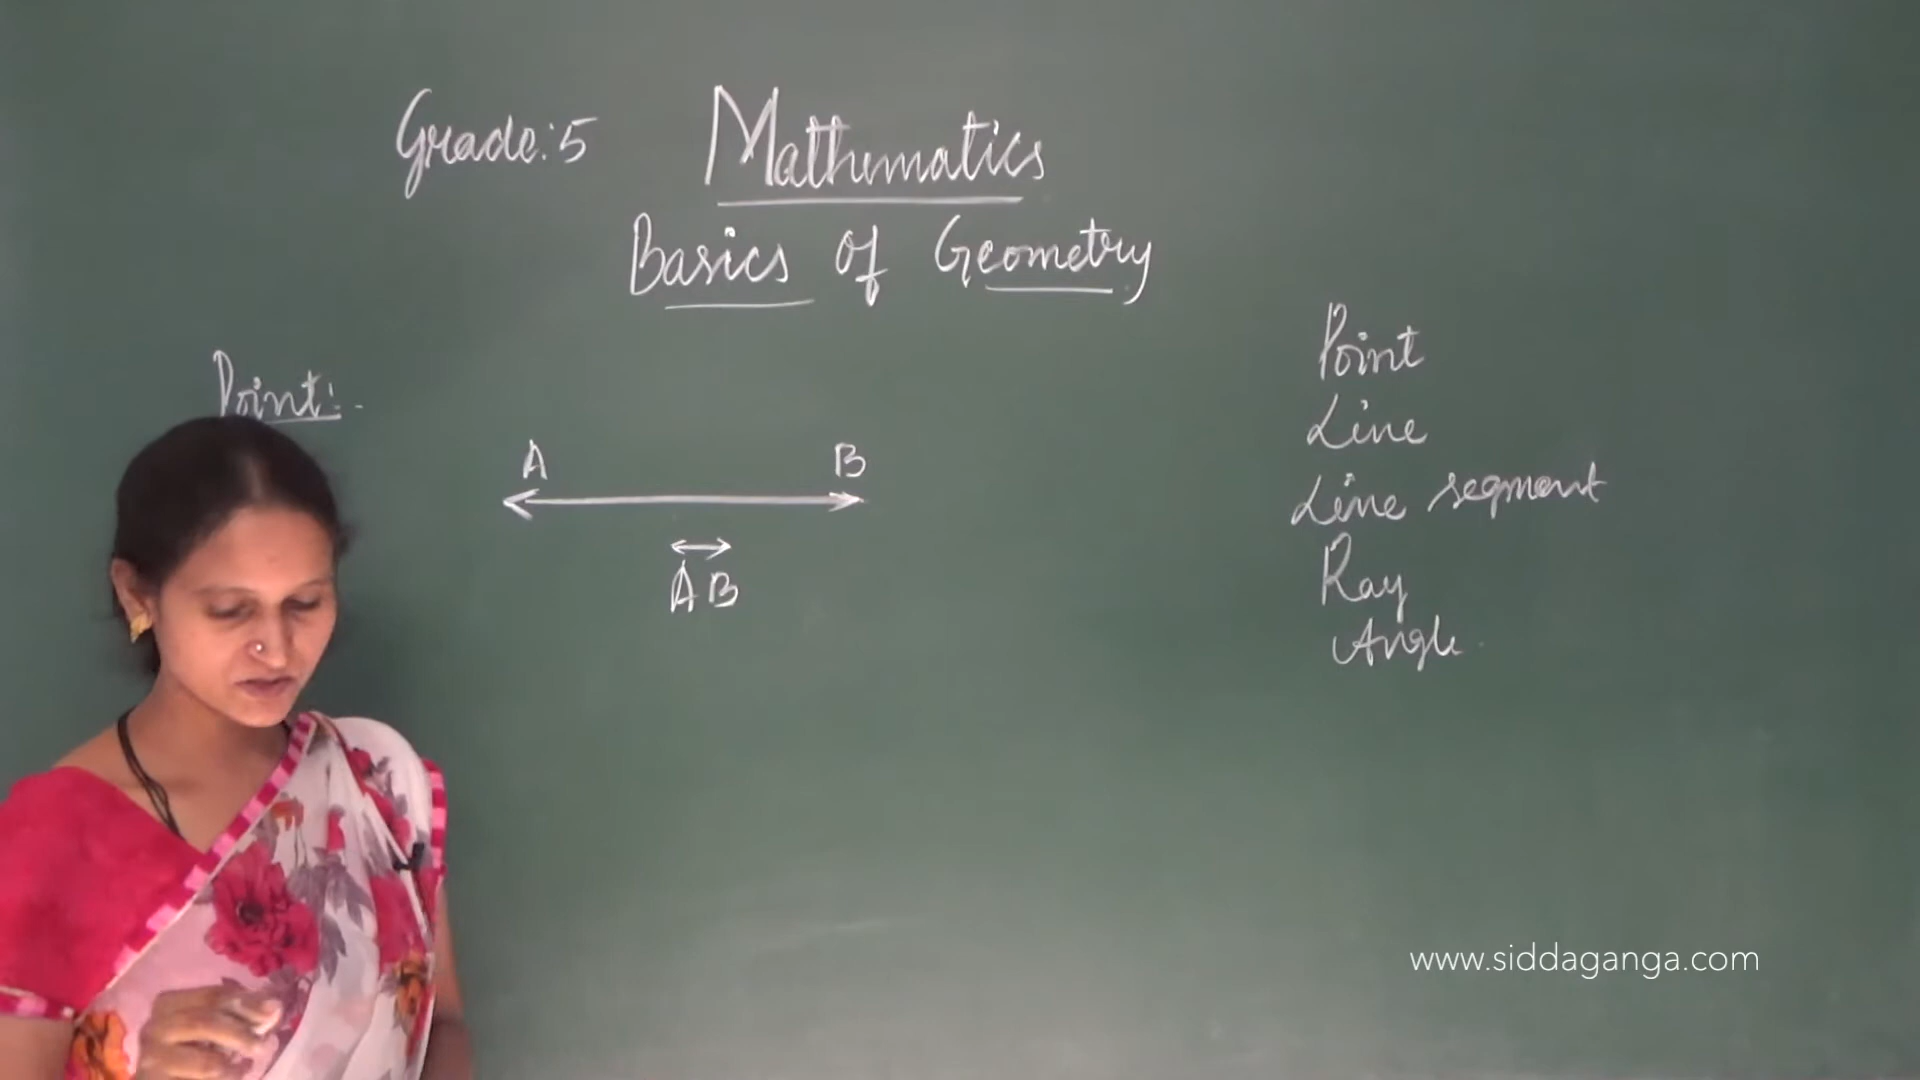 Grade: 5 Mathematics
Basics of Geometry
Point:-
A B
AB
Point
Line
Line segment
Ray
Angle
www.siddaganga.com